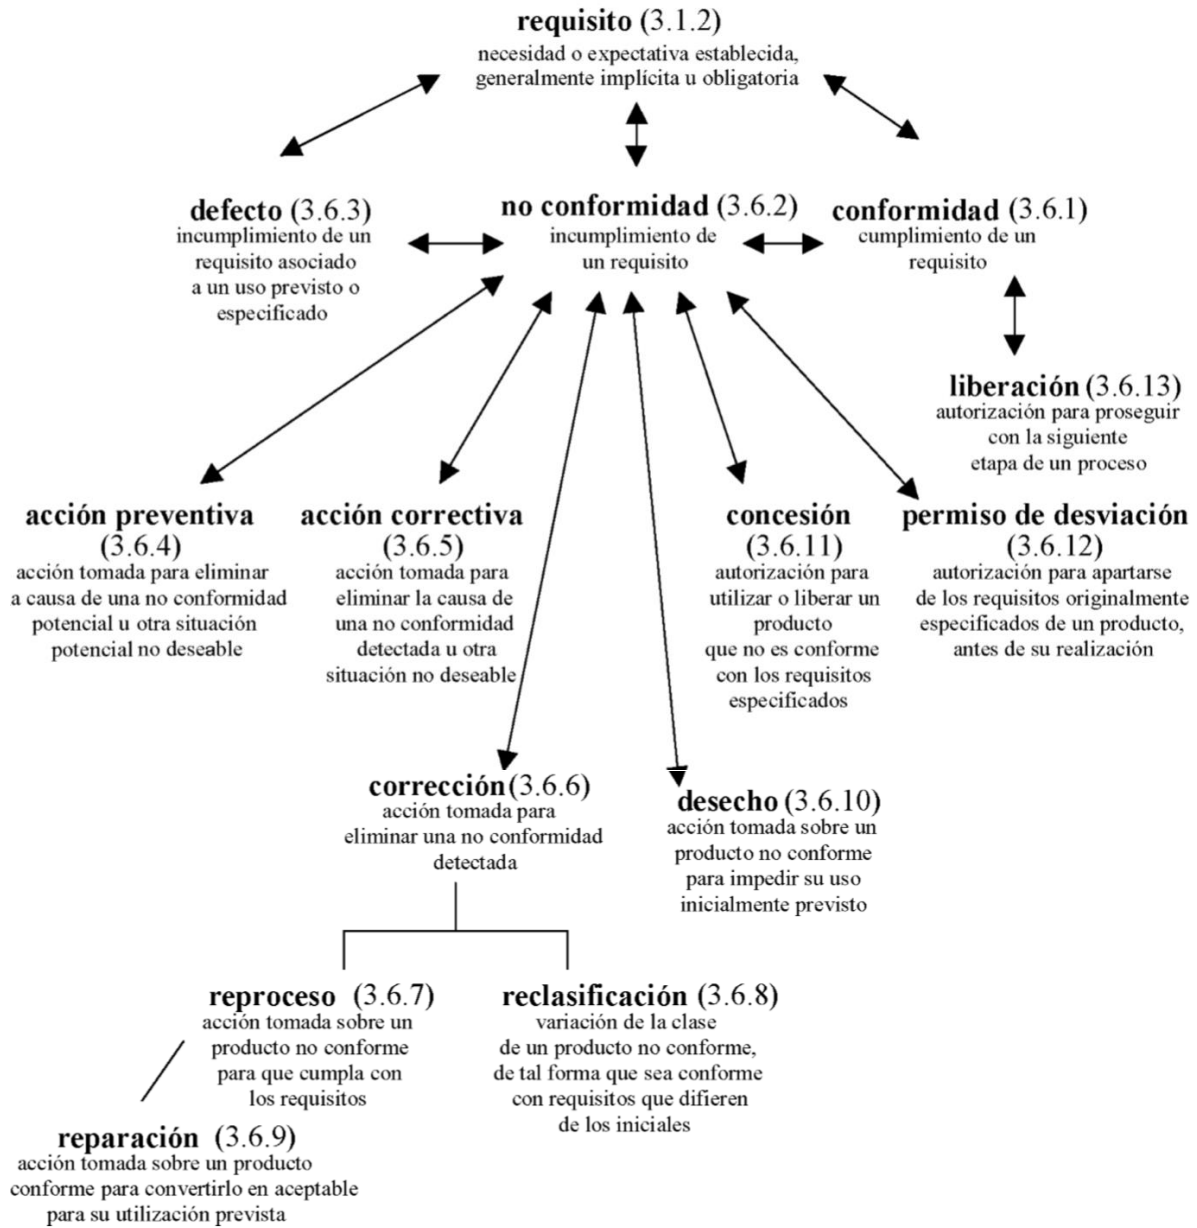 requisito (3.1.2)
necesidad o expectativa establecida,
generalmente implícita u obligatoria
defecto (3.6.3)
incumplimiento de un
requisito asociado
a un uso previsto o
especificado
no conformidad (3.6.2)
incumplimiento de
un requisito
conformidad (3.6.1)
cumplimiento de un
requisito
liberación (3.6.13)
autorización para proseguir
con la siguiente
etapa de un proceso
acción preventiva
(3.6.4)
acción tomada para eliminar
a causa de una no conformidad
potencial u otra situación
potencial no deseable
acción correctiva
(3.6.5)
acción tomada para
eliminar la causa de
una no conformidad
detectada u otra
situación no deseable
concesión
(3.6.11)
autorización para
utilizar o liberar un
producto
que no es conforme
con los requisitos
especificados
permiso de desviación
(3.6.12)
autorización para apartarse
de los requisitos originalmente
especificados de un producto,
antes de su realización
corrección (3.6.6)
acción tomada para
eliminar una no conformidad
detectada
desecho (3.6.10)
acción tomada sobre un
producto no conforme
para impedir su uso
inicialmente previsto
reproceso (3.6.7)
acción tomada sobre un
producto no conforme
para que cumpla con
los requisitos
reclasificación (3.6.8)
variación de la clase
de un producto no conforme,
de tal forma que sea conforme
con requisitos que difieren
de los iniciales
reparación (3.6.9)
acción tomada sobre un producto
conforme para convertirlo en aceptable
para su utilización prevista